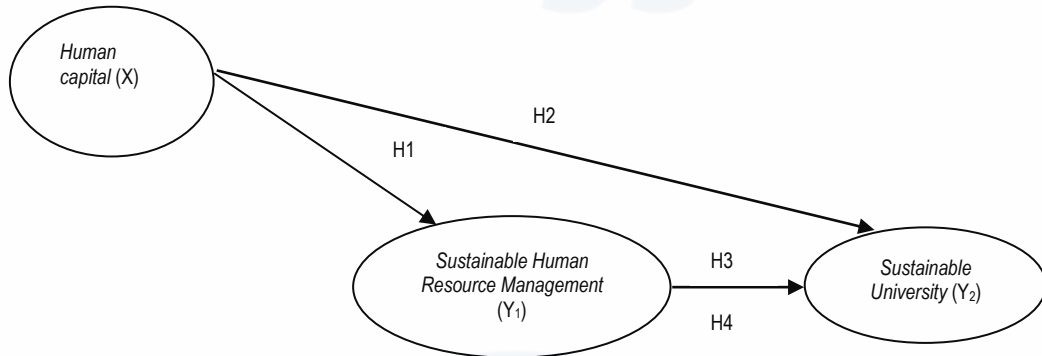 Human
capital (X)
H2
H1
Sustainable Human
Resource Management
(Y₁)
H3
H4
Sustainable
University (Y₂)